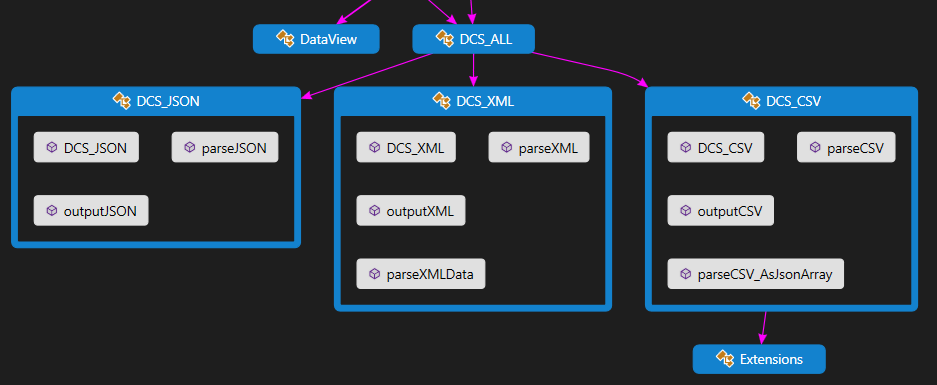 DataView
DCS_ALL
DCS_JSON
DCS_JSON
parseJSON
outputJSON
DCS_XML
DCS_XML
parseXML
outputXML
parseXMLData
DCS_CSV
DCS_CSV
parseCSV
outputCSV
parseCSV_AsJsonArray
Extensions